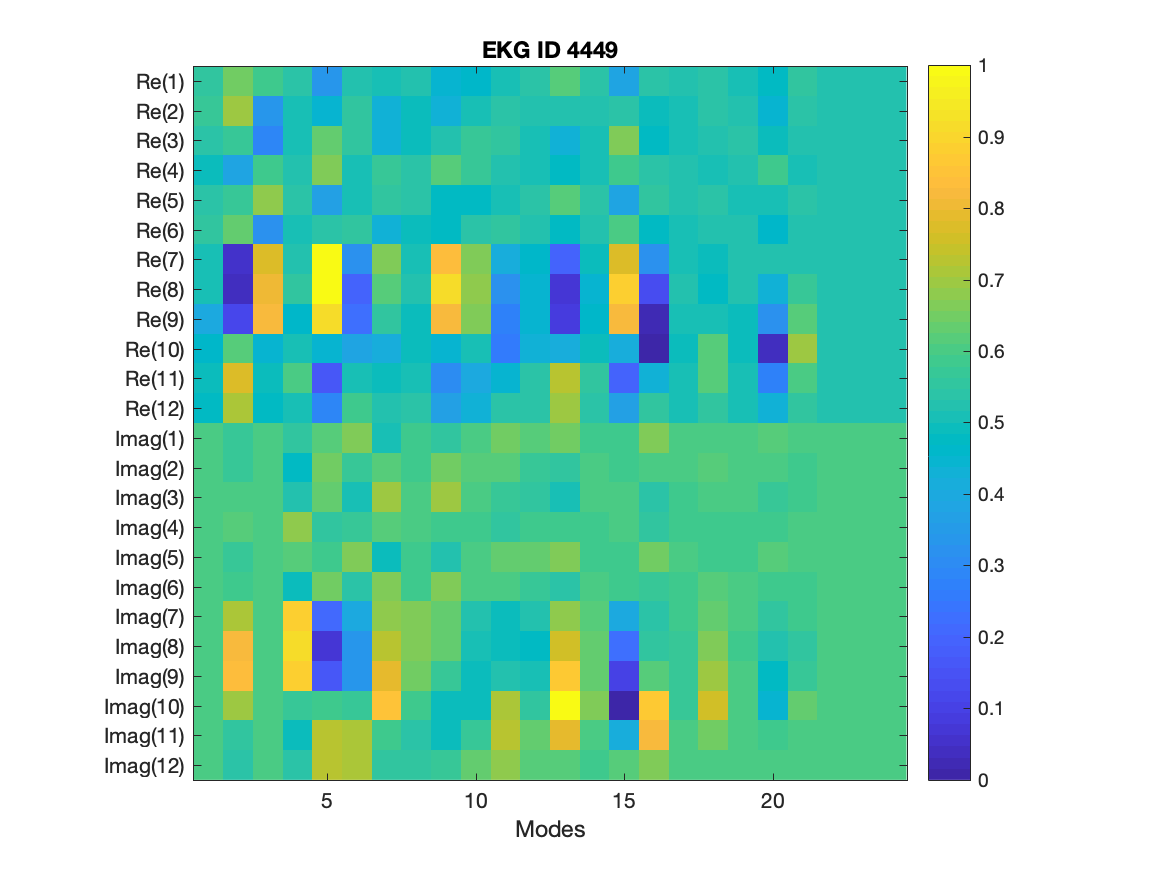 EKG ID 4449
Re(1)
Re(2)
Re(3)
Re(4)
Re(5)
Re(6)
Re(7)
Re(8)
Re(9)
Re(10)
Re(11)
Re(12)
Imag(1)
Imag(2)
Imag(3)
Imag(4)
Imag(5)
Imag(6)
Imag(7)
Imag(8)
Imag(9)
Imag(10)
Imag(11)
Imag(12)
5 10 15 20
Modes
1
0.9
0.8
0.7
0.6
0.5
0.4
0.3
0.2
0.1
0